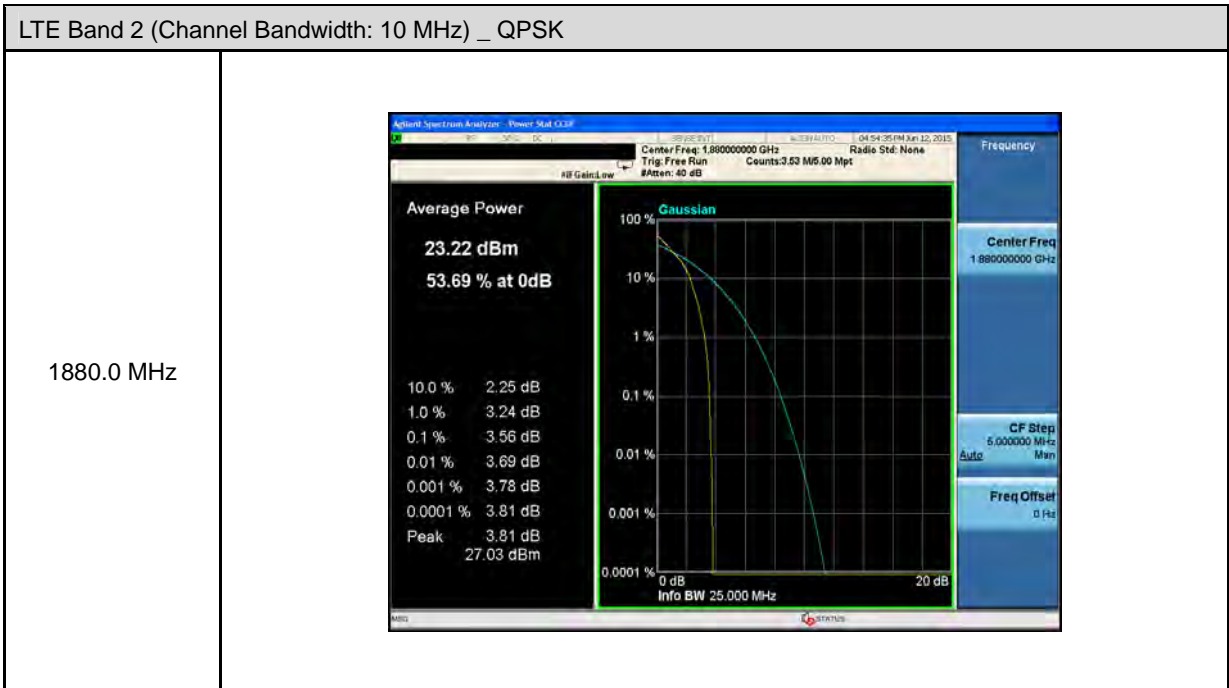 LTE Band 2 (Channel Bandwidth: 10 MHz) _ QPSK
1880.0 MHz
Agilent Spectrum Analyzer - Power Stat CCDF
04:54:35 PM Jun 12, 2015
Center Freq: 1.880000000 GHz
Radio Std: None
Trig: Free Run
Counts:3.53 M/5.00 Mpt
#IFGain:Low
#Atten: 40 dB
Average Power
23.22 dBm
53.69 % at 0dB
10.0 % 2.25 dB
1.0 % 3.24 dB
0.1 % 3.56 dB
0.01 % 3.69 dB
0.001 % 3.78 dB
0.0001 % 3.81 dB
Peak 3.81 dB
27.03 dBm
Gaussian
100 %
10 %
1 %
0.1 %
0.01 %
0.001 %
0.0001 %
0 dB
20 dB
Info BW 25.000 MHz
Frequency
Center Freq
1.880000000 GHz
CF Step
5.000000 MHz
Auto Man
Freq Offset
0 Hz
MSG
STATUS